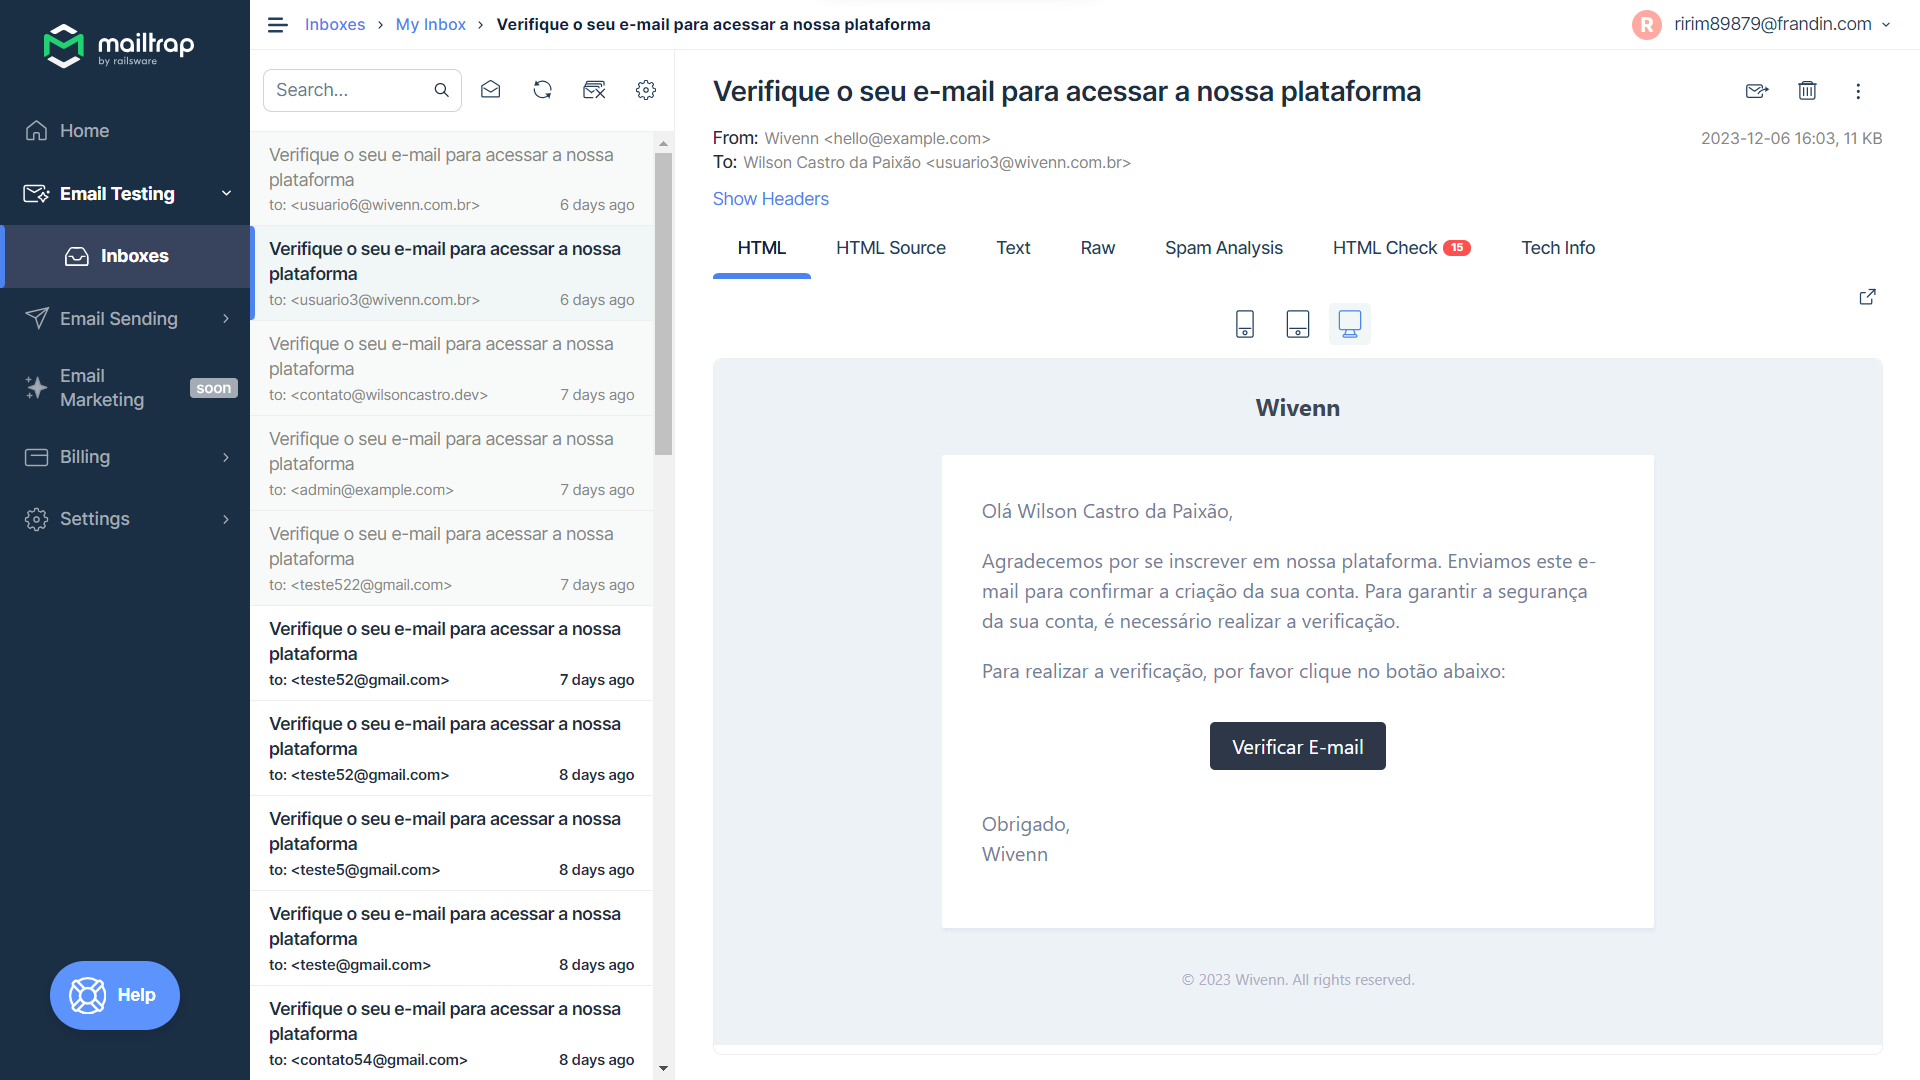 mailtrap
by railsware
Home
Email Testing
Inboxes
Email Sending
Email
Marketing
soon
Billing
Settings
Help
Inboxes › My Inbox › Verifique o seu e-mail para acessar a nossa plataforma
R ririm89879@frandin.com
Search...
Verifique o seu e-mail para acessar a nossa
plataforma
to: <usuario6@wivenn.com.br> 6 days ago
Verifique o seu e-mail para acessar a nossa
plataforma
to: <usuario3@wivenn.com.br> 6 days ago
Verifique o seu e-mail para acessar a nossa
plataforma
to: <contato@wilsoncastro.dev> 7 days ago
Verifique o seu e-mail para acessar a nossa
plataforma
to: <admin@example.com> 7 days ago
Verifique o seu e-mail para acessar a nossa
plataforma
to: <teste522@gmail.com> 7 days ago
Verifique o seu e-mail para acessar a nossa
plataforma
to: <teste52@gmail.com> 7 days ago
Verifique o seu e-mail para acessar a nossa
plataforma
to: <teste52@gmail.com> 8 days ago
Verifique o seu e-mail para acessar a nossa
plataforma
to: <teste5@gmail.com> 8 days ago
Verifique o seu e-mail para acessar a nossa
plataforma
to: <teste@gmail.com> 8 days ago
Verifique o seu e-mail para acessar a nossa
plataforma
to: <contato54@gmail.com> 8 days ago
Verifique o seu e-mail para acessar a nossa plataforma
From: Wivenn <hello@example.com>
2023-12-06 16:03, 11 KB
To: Wilson Castro da Paixão <usuario3@wivenn.com.br>
Show Headers
HTML HTML Source Text Raw Spam Analysis HTML Check 15 Tech Info
Wivenn
Olá Wilson Castro da Paixão,
Agradecemos por se inscrever em nossa plataforma. Enviamos este e-
mail para confirmar a criação da sua conta. Para garantir a segurança
da sua conta, é necessário realizar a verificação.
Para realizar a verificação, por favor clique no botão abaixo:
Verificar E-mail
Obrigado,
Wivenn
© 2023 Wivenn. All rights reserved.